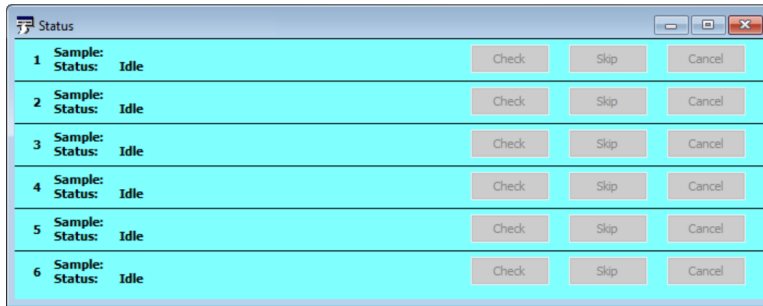 Status
1 Sample: Check Skip Cancel
Status: Idle
2 Sample: Check Skip Cancel
Status: Idle
3 Sample: Check Skip Cancel
Status: Idle
4 Sample: Check Skip Cancel
Status: Idle
5 Sample: Check Skip Cancel
Status: Idle
6 Sample: Check Skip Cancel
Status: Idle